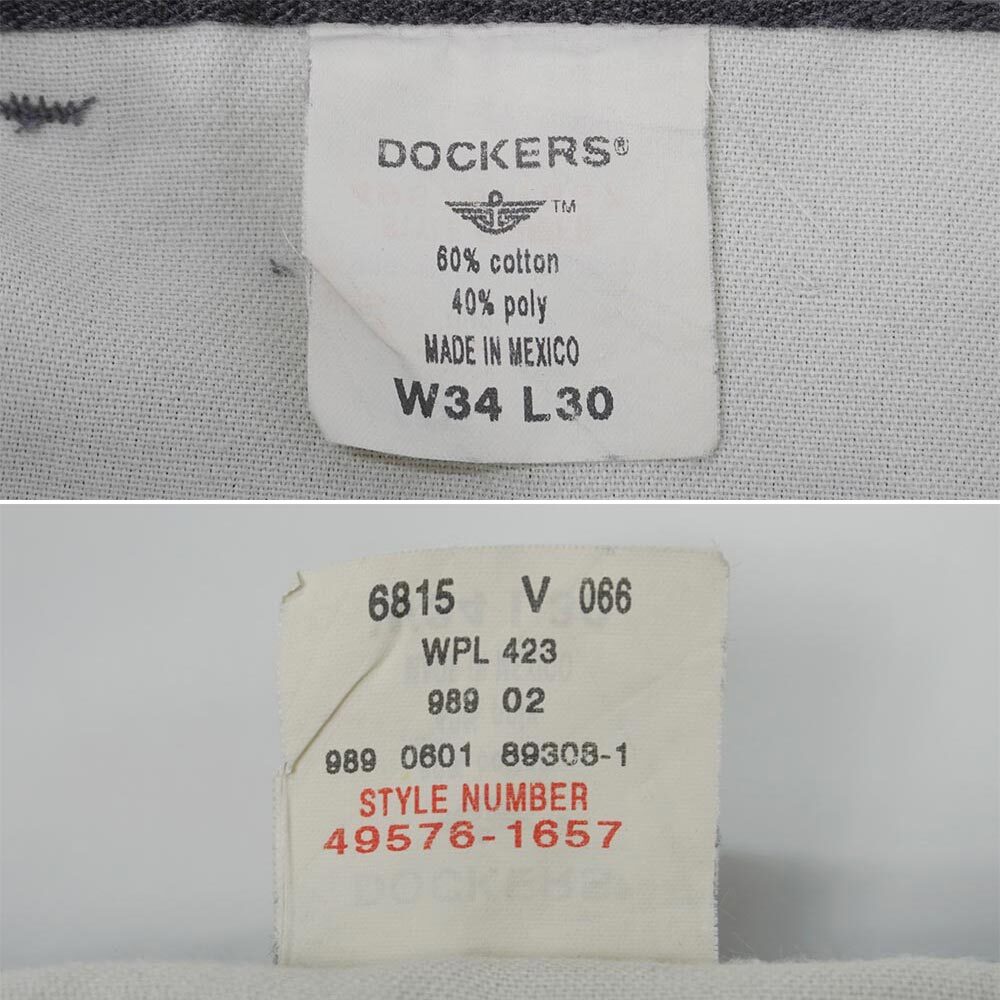 DOCKERS®
TM
60% cotton
40% poly
MADE IN MEXICO
W34 L30
6815 V 066
WPL 423
989 02
989 0601 89308-1
STYLE NUMBER
49576-1657